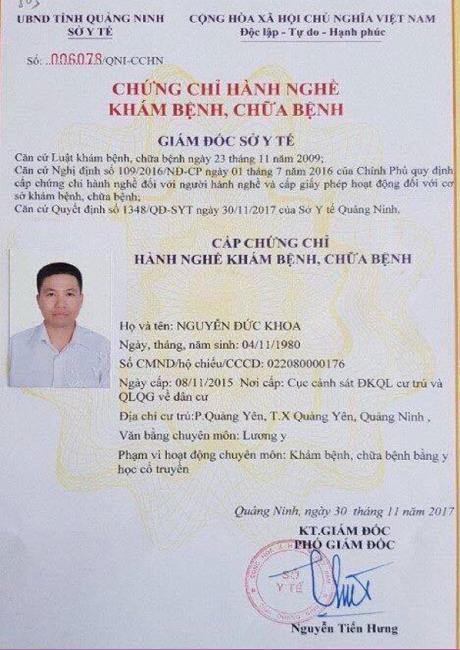 UBND TỈNH QUẢNG NINH
SỞ Y TẾ
CỘNG HÒA XÃ HỘI CHỦ NGHĨA VIỆT NAM
Độc lập - Tự do - Hạnh phúc
Số: 006078/QNI-CCHN
CHỨNG CHỈ HÀNH NGHỀ
KHÁM BỆNH, CHỮA BỆNH
GIÁM ĐỐC SỞ Y TẾ
Căn cứ Luật khám bệnh, chữa bệnh ngày 23 tháng 11 năm 2009;
Căn cứ Nghị định số 109/2016/NĐ-CP ngày 01 tháng 7 năm 2016 của Chính Phủ quy định
cấp chứng chỉ hành nghề đối với người hành nghề và cấp giấy phép hoạt động đối với cơ
sở khám bệnh, chữa bệnh;
Căn cứ Quyết định số 1348/QĐ-SYT ngày 30/11/2017 của Sở Y tế Quảng Ninh.
CẤP CHỨNG CHỈ
HÀNH NGHỀ KHÁM BỆNH, CHỮA BỆNH
Họ và tên: NGUYỄN ĐỨC KHOA
Ngày, tháng, năm sinh: 04/11/1980
Số CMND/hộ chiếu/CCCD: 022080000176
Ngày cấp: 08/11/2015 Nơi cấp: Cục cảnh sát ĐKQL cư trú và
QLQG về dân cư
Địa chỉ cư trú:P.Quảng Yên, T.X Quảng Yên, Quảng Ninh ,
Văn bằng chuyên môn: Lương y
Phạm vi hoạt động chuyên môn: Khám bệnh, chữa bệnh bằng y
học cổ truyền
Quảng Ninh, ngày 30 tháng 11 năm 2017
KT.GIÁM ĐỐC
PHÓ GIÁM ĐỐC
SỞ
Y TẾ
Nguyễn Tiến Hưng